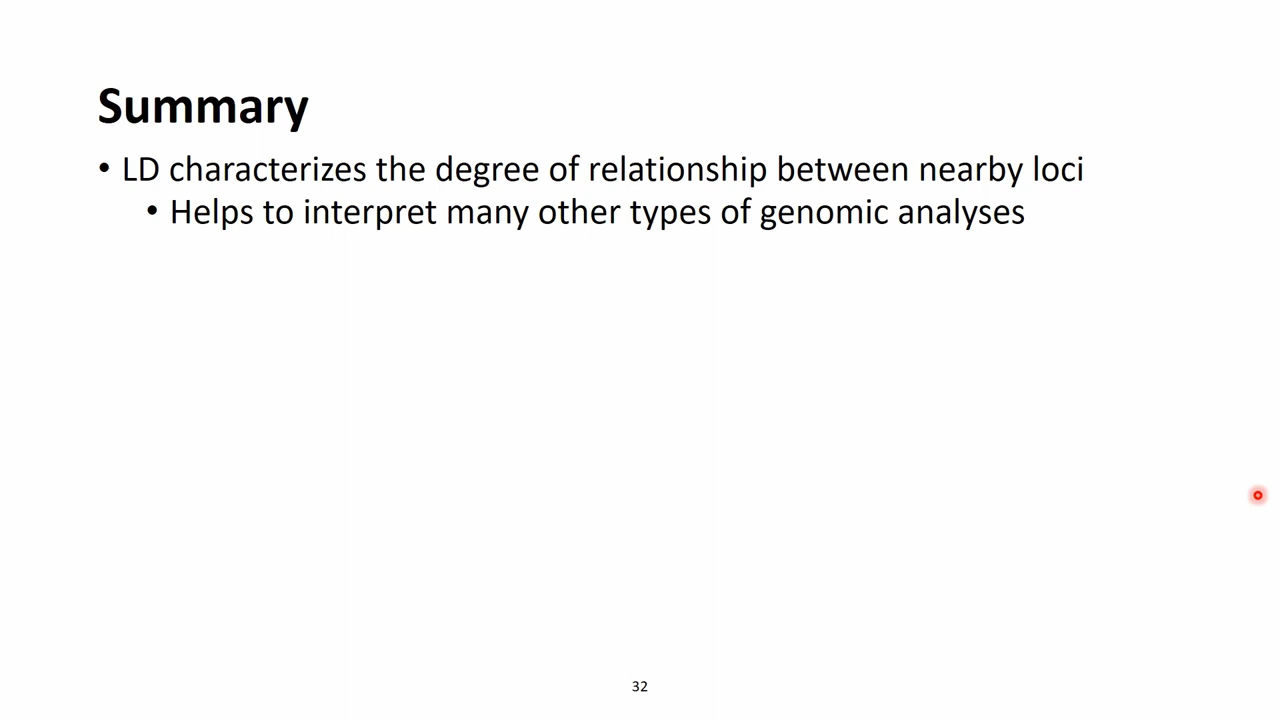 Summary
• LD characterizes the degree of relationship between nearby loci
• Helps to interpret many other types of genomic analyses
32